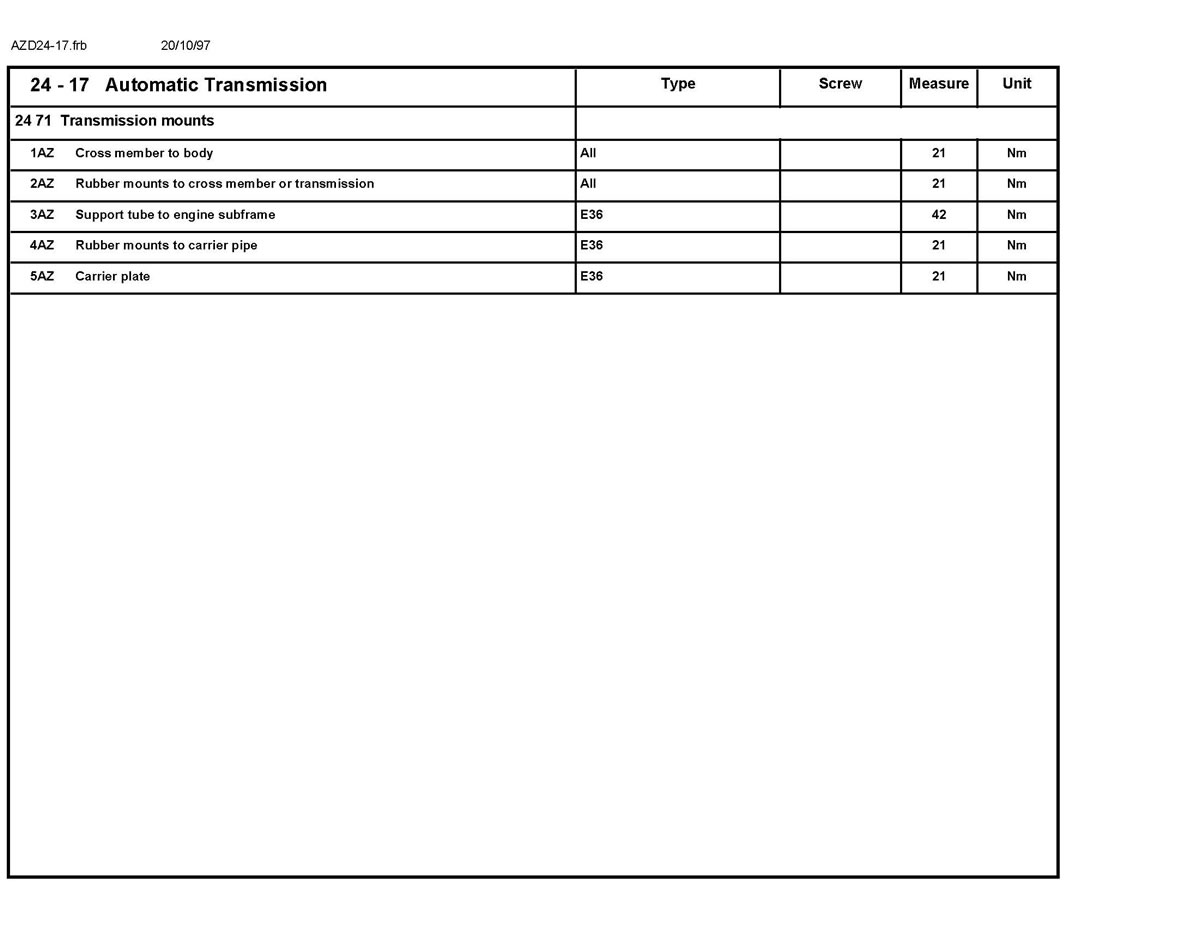 AZD24-17.frb 20/10/97
24 - 17 Automatic Transmission Type Screw Measure Unit
24 71 Transmission mounts
1AZ Cross member to body All 21 Nm
2AZ Rubber mounts to cross member or transmission All 21 Nm
3AZ Support tube to engine subframe E36 42 Nm
4AZ Rubber mounts to carrier pipe E36 21 Nm
5AZ Carrier plate E36 21 Nm